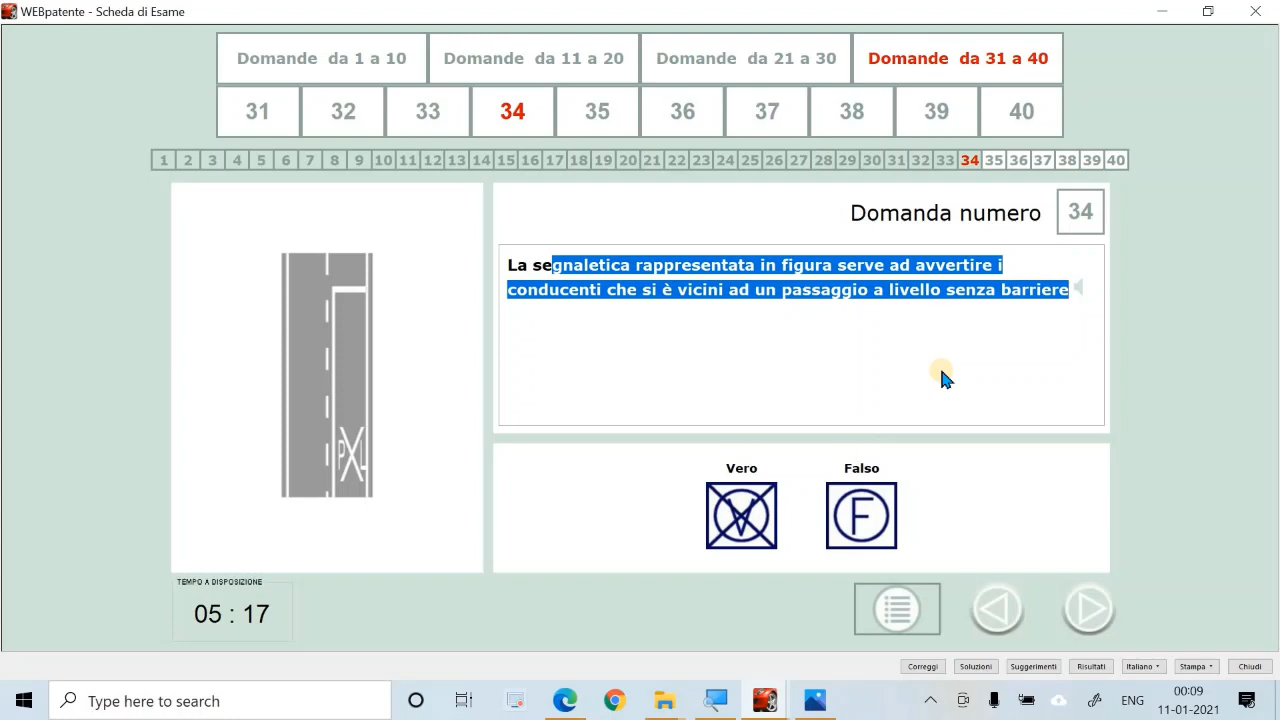 WEBpatente - Scheda di Esame
Domande da 1 a 10
Domande da 11 a 20
Domande da 21 a 30
Domande da 31 a 40
31 32 33 34 35 36 37 38 39 40
1 2 3 4 5 6 7 8 9 10 11 12 13 14 15 16 17 18 19 20 21 22 23 24 25 26 27 28 29 30 31 32 33 34 35 36 37 38 39 40
Domanda numero 34
La segnaletica rappresentata in figura serve ad avvertire i
conducenti che si è vicini ad un passaggio a livello senza barriere
PL
Vero
Falso
V
F
TEMPO A DISPOSIZIONE
05 : 17
Correggi
Soluzioni
Suggerimenti
Risultati
Italiano
Stampa
Chiudi
Type here to search
ENG
00:09
11-01-2021